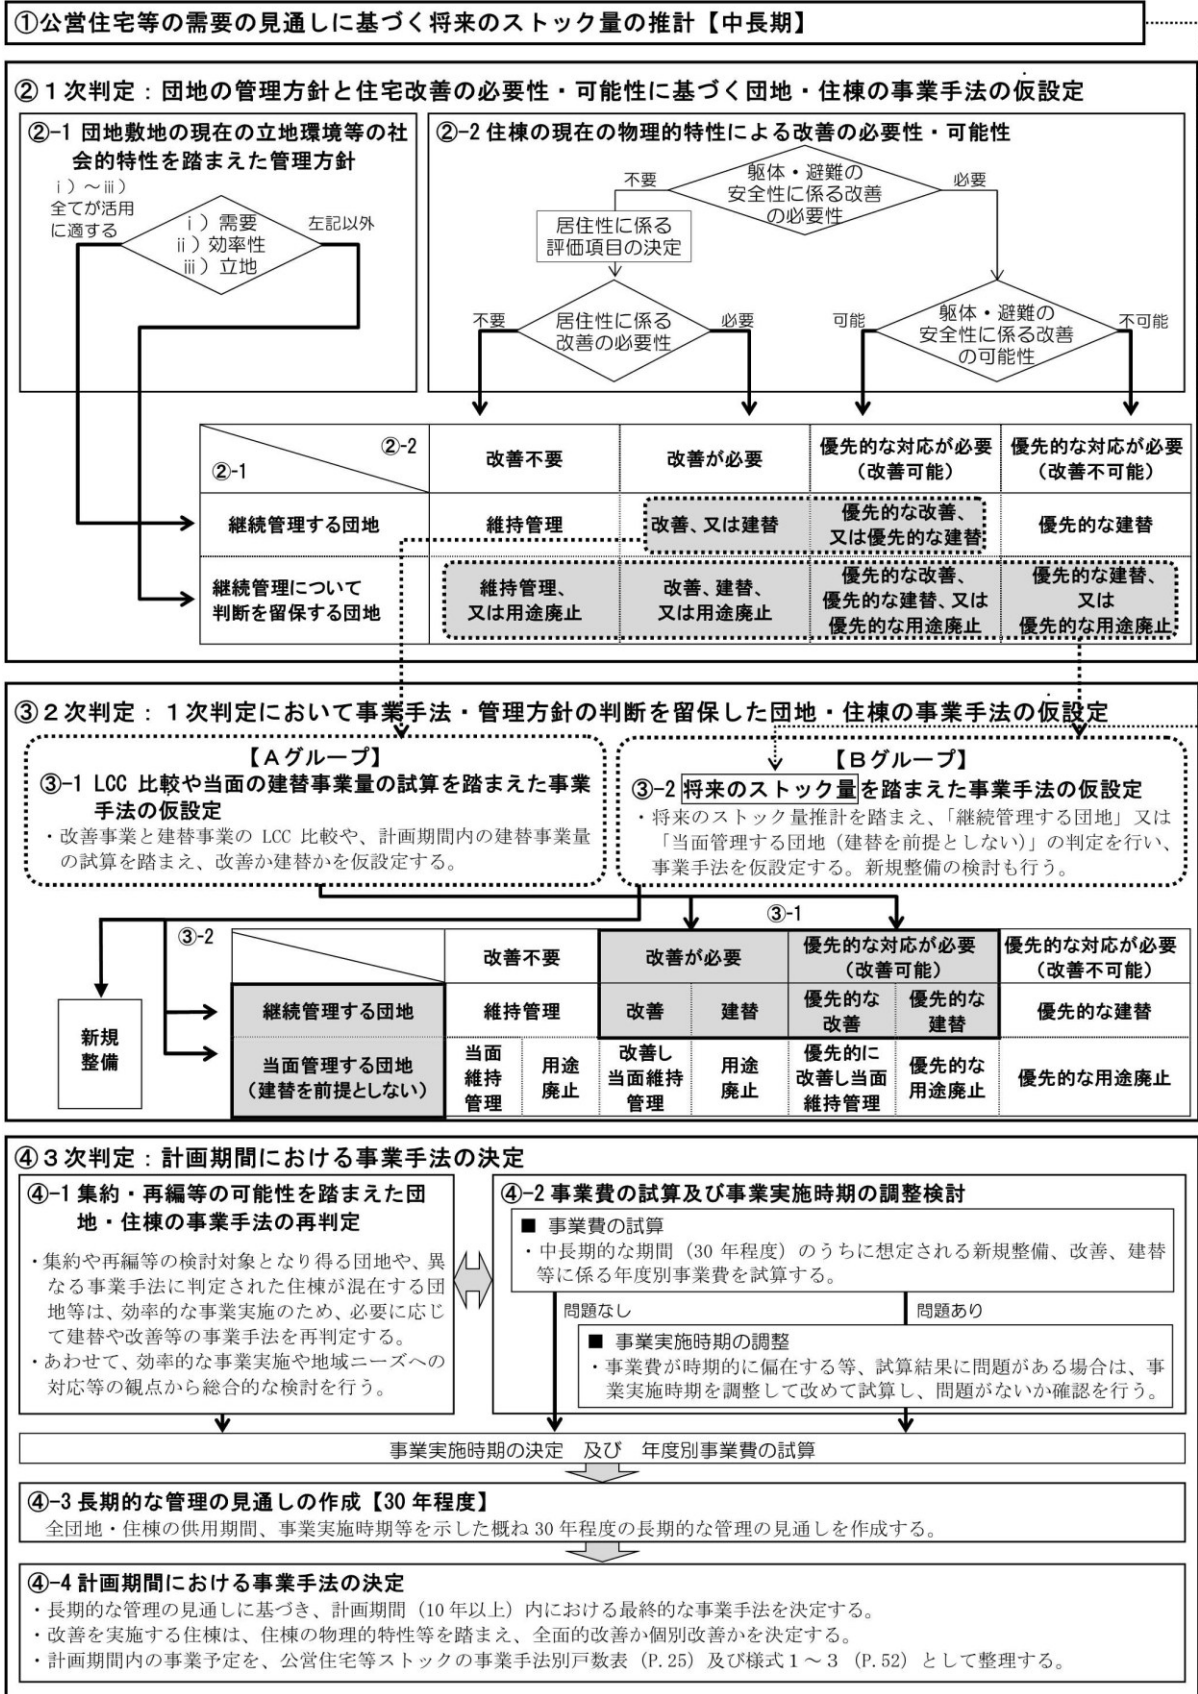 ①公営住宅等の需要の見通しに基づく将来のストック量の推計【中長期】
②１次判定：団地の管理方針と住宅改善の必要性・可能性に基づく団地・住棟の事業手法の仮設定
②-1 団地敷地の現在の立地環境等の社
会的特性を踏まえた管理方針
ⅰ）～ⅲ）
全てが活用
に適する
ⅰ）需要
ⅱ）効率性
ⅲ）立地
左記以外
②-2 住棟の現在の物理的特性による改善の必要性・可能性
不要
躯体・避難の
安全性に係る改善
の必要性
必要
居住性に係る
評価項目の決定
不要
居住性に係る
改善の必要性
必要
可能
躯体・避難の
安全性に係る改善
の可能性
不可能
②-2
②-1
改善不要
改善が必要
優先的な対応が必要
（改善可能）
優先的な対応が必要
（改善不可能）
継続管理する団地
維持管理
改善、又は建替
優先的な改善、
又は優先的な建替
優先的な建替
継続管理について
判断を留保する団地
維持管理、
又は用途廃止
改善、建替、
又は用途廃止
優先的な改善、
優先的な建替、又は
優先的な用途廃止
優先的な建替、
又は
優先的な用途廃止
③２次判定：１次判定において事業手法・管理方針の判断を留保した団地・住棟の事業手法の仮設定
【Ａグループ】
③-1 LCC 比較や当面の建替事業量の試算を踏まえた事業
手法の仮設定
・改善事業と建替事業の LCC 比較や、計画期間内の建替事業量
の試算を踏まえ、改善か建替かを仮設定する。
【Ｂグループ】
③-2 将来のストック量を踏まえた事業手法の仮設定
・将来のストック量推計を踏まえ、「継続管理する団地」又は
「当面管理する団地（建替を前提としない）」の判定を行い、
事業手法を仮設定する。新規整備の検討も行う。
③-1
③-2
改善不要
改善が必要
優先的な対応が必要
（改善可能）
優先的な対応が必要
（改善不可能）
新規
整備
継続管理する団地
維持管理
改善
建替
優先的な
改善
優先的な
建替
優先的な建替
当面管理する団地
（建替を前提としない）
当面
維持
管理
用途
廃止
改善し
当面維持
管理
用途
廃止
優先的に
改善し当面
維持管理
優先的な
用途廃止
優先的な用途廃止
④３次判定：計画期間における事業手法の決定
④-1 集約・再編等の可能性を踏まえた団
地・住棟の事業手法の再判定
・集約や再編等の検討対象となり得る団地や、異
なる事業手法に判定された住棟が混在する団
地等は、効率的な事業実施のため、必要に応じ
て建替や改善等の事業手法を再判定する。
・あわせて、効率的な事業実施や地域ニーズへの
対応等の観点から総合的な検討を行う。
④-2 事業費の試算及び事業実施時期の調整検討
■ 事業費の試算
・中長期的な期間（30 年程度）のうちに想定される新規整備、改善、建替
等に係る年度別事業費を試算する。
問題なし
問題あり
■ 事業実施時期の調整
・事業費が時期的に偏在する等、試算結果に問題がある場合は、事
業実施時期を調整して改めて試算し、問題がないか確認を行う。
事業実施時期の決定　及び　年度別事業費の試算
④-3 長期的な管理の見通しの作成【30 年程度】
全団地・住棟の供用期間、事業実施時期等を示した概ね 30 年程度の長期的な管理の見通しを作成する。
④-4 計画期間における事業手法の決定
・長期的な管理の見通しに基づき、計画期間（10 年以上）内における最終的な事業手法を決定する。
・改善を実施する住棟は、住棟の物理的特性等を踏まえ、全面的改善か個別改善かを決定する。
・計画期間内の事業予定を、公営住宅等ストックの事業手法別戸数表（P.25）及び様式１～３（P.52）として整理する。